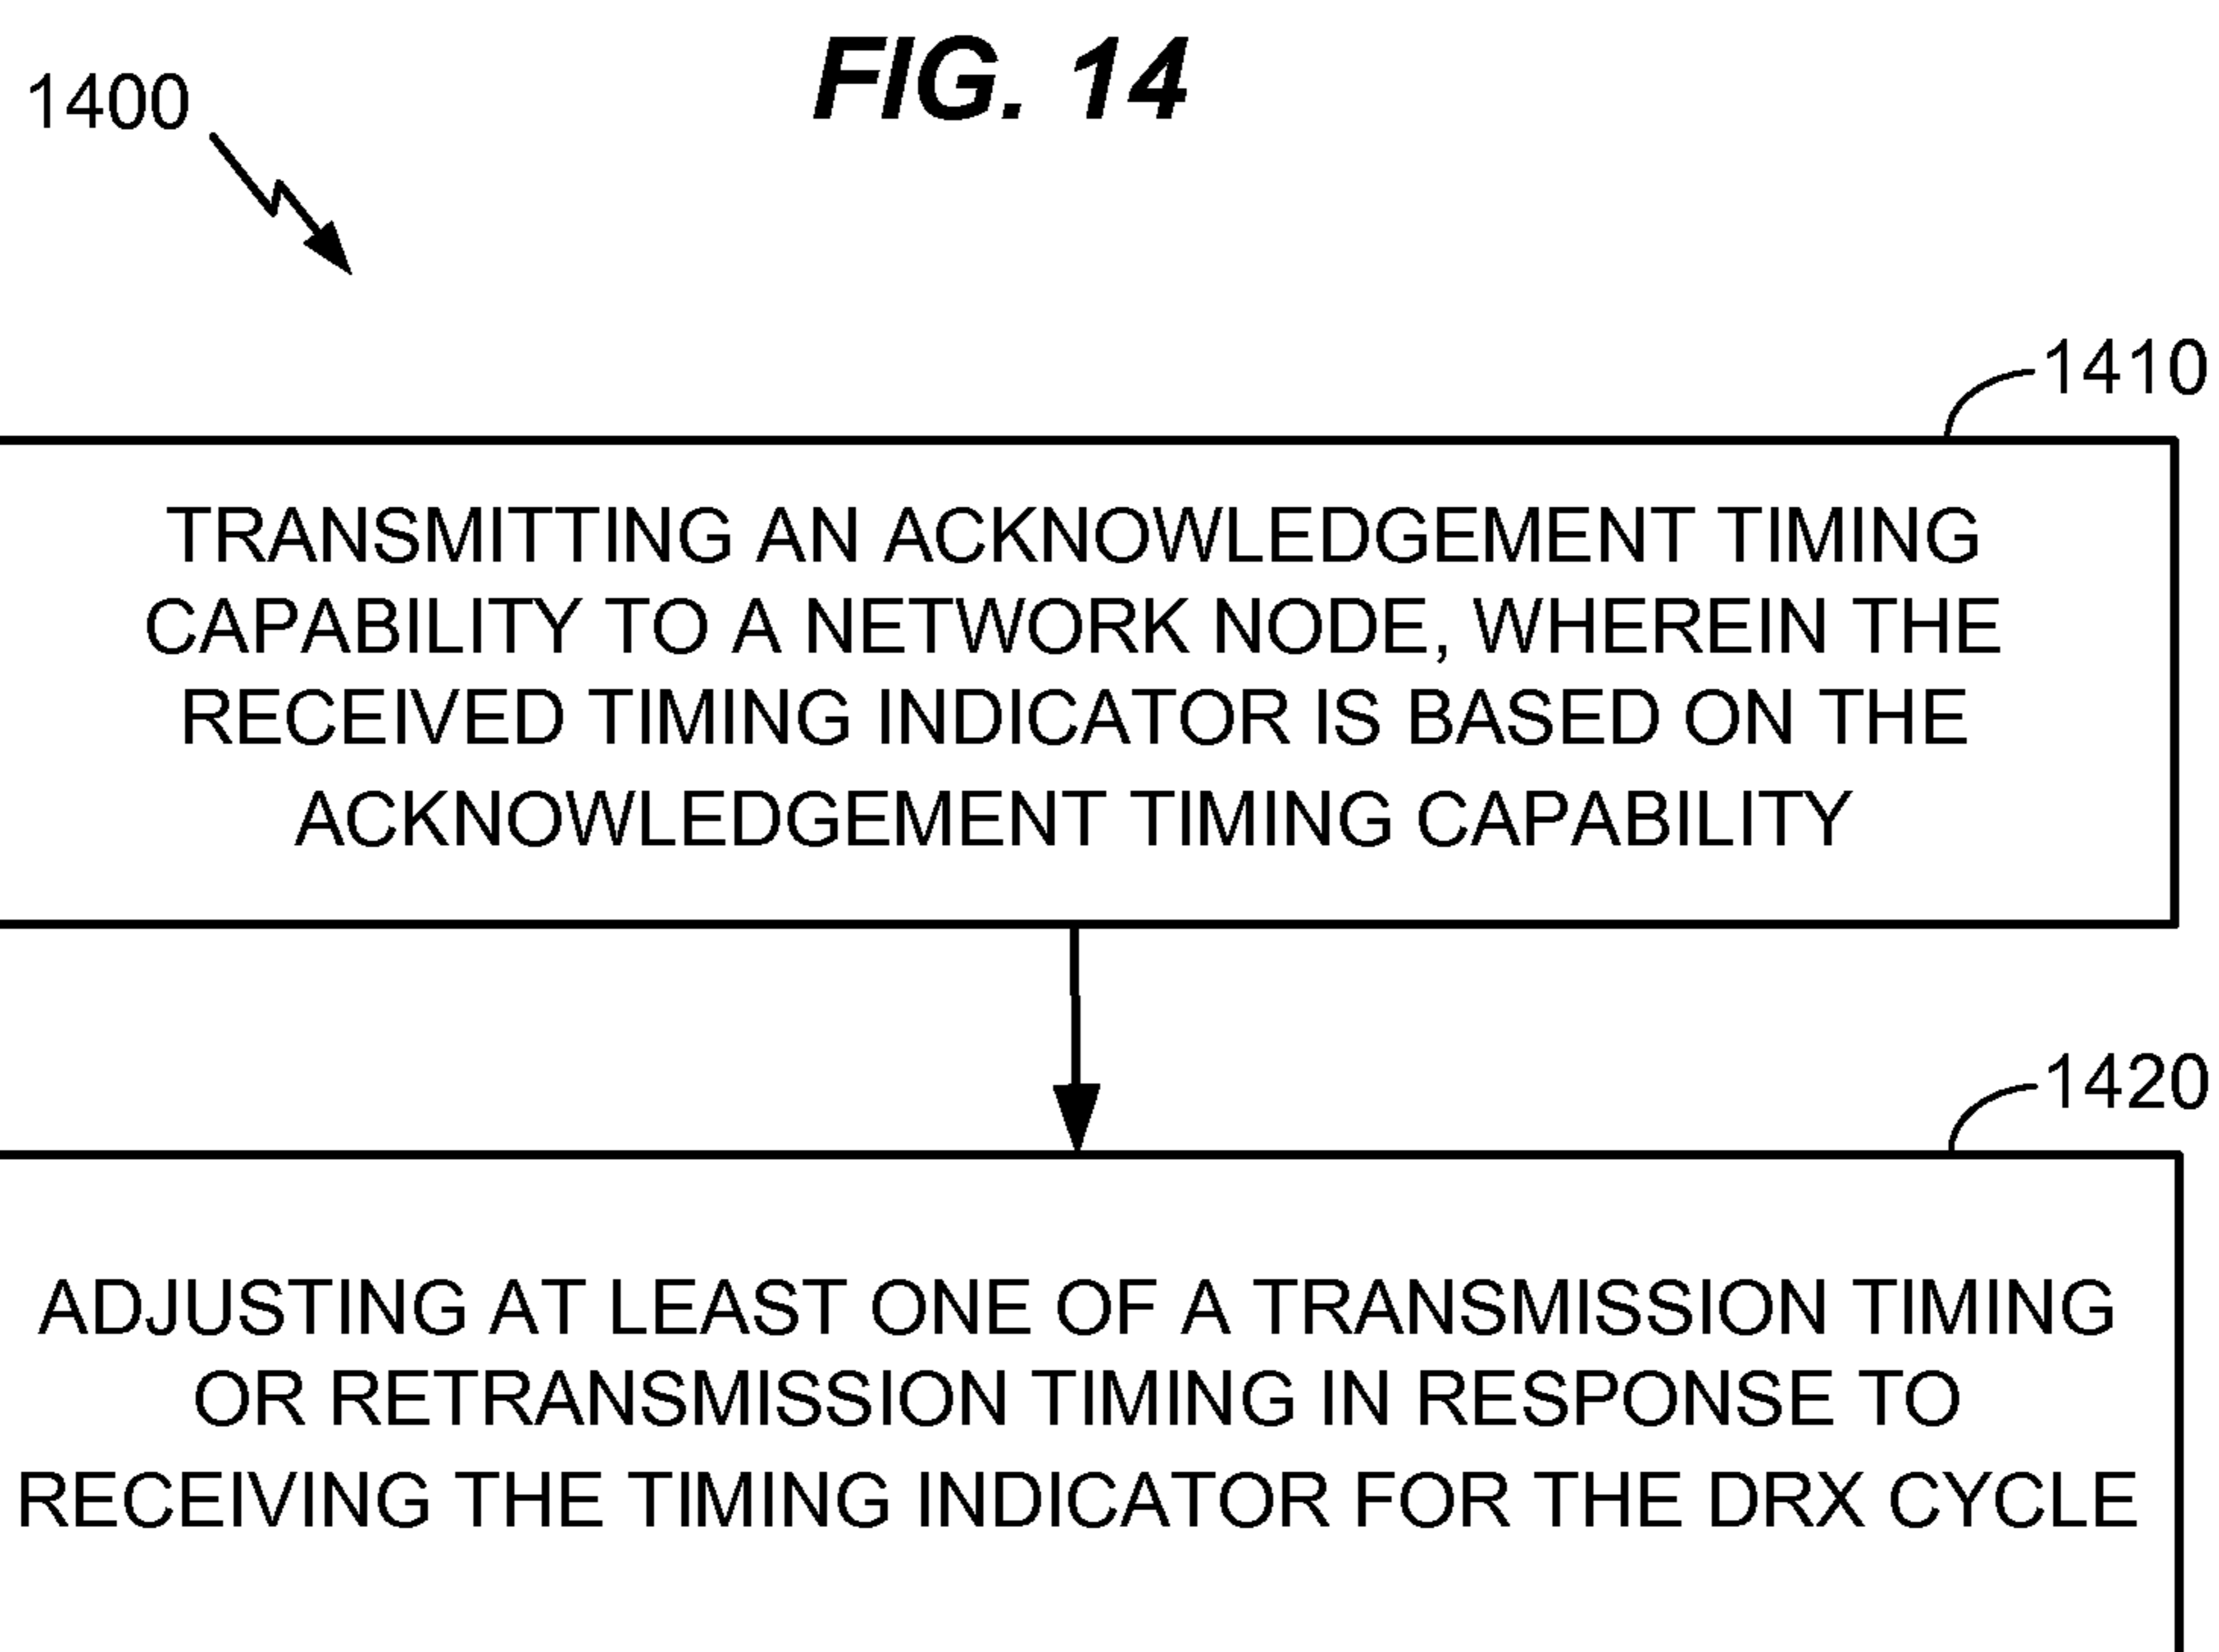 FIG. 14
1400
1410
TRANSMITTING AN ACKNOWLEDGEMENT TIMING
CAPABILITY TO A NETWORK NODE, WHEREIN THE
RECEIVED TIMING INDICATOR IS BASED ON THE
ACKNOWLEDGEMENT TIMING CAPABILITY
1420
ADJUSTING AT LEAST ONE OF A TRANSMISSION TIMING
OR RETRANSMISSION TIMING IN RESPONSE TO
RECEIVING THE TIMING INDICATOR FOR THE DRX CYCLE